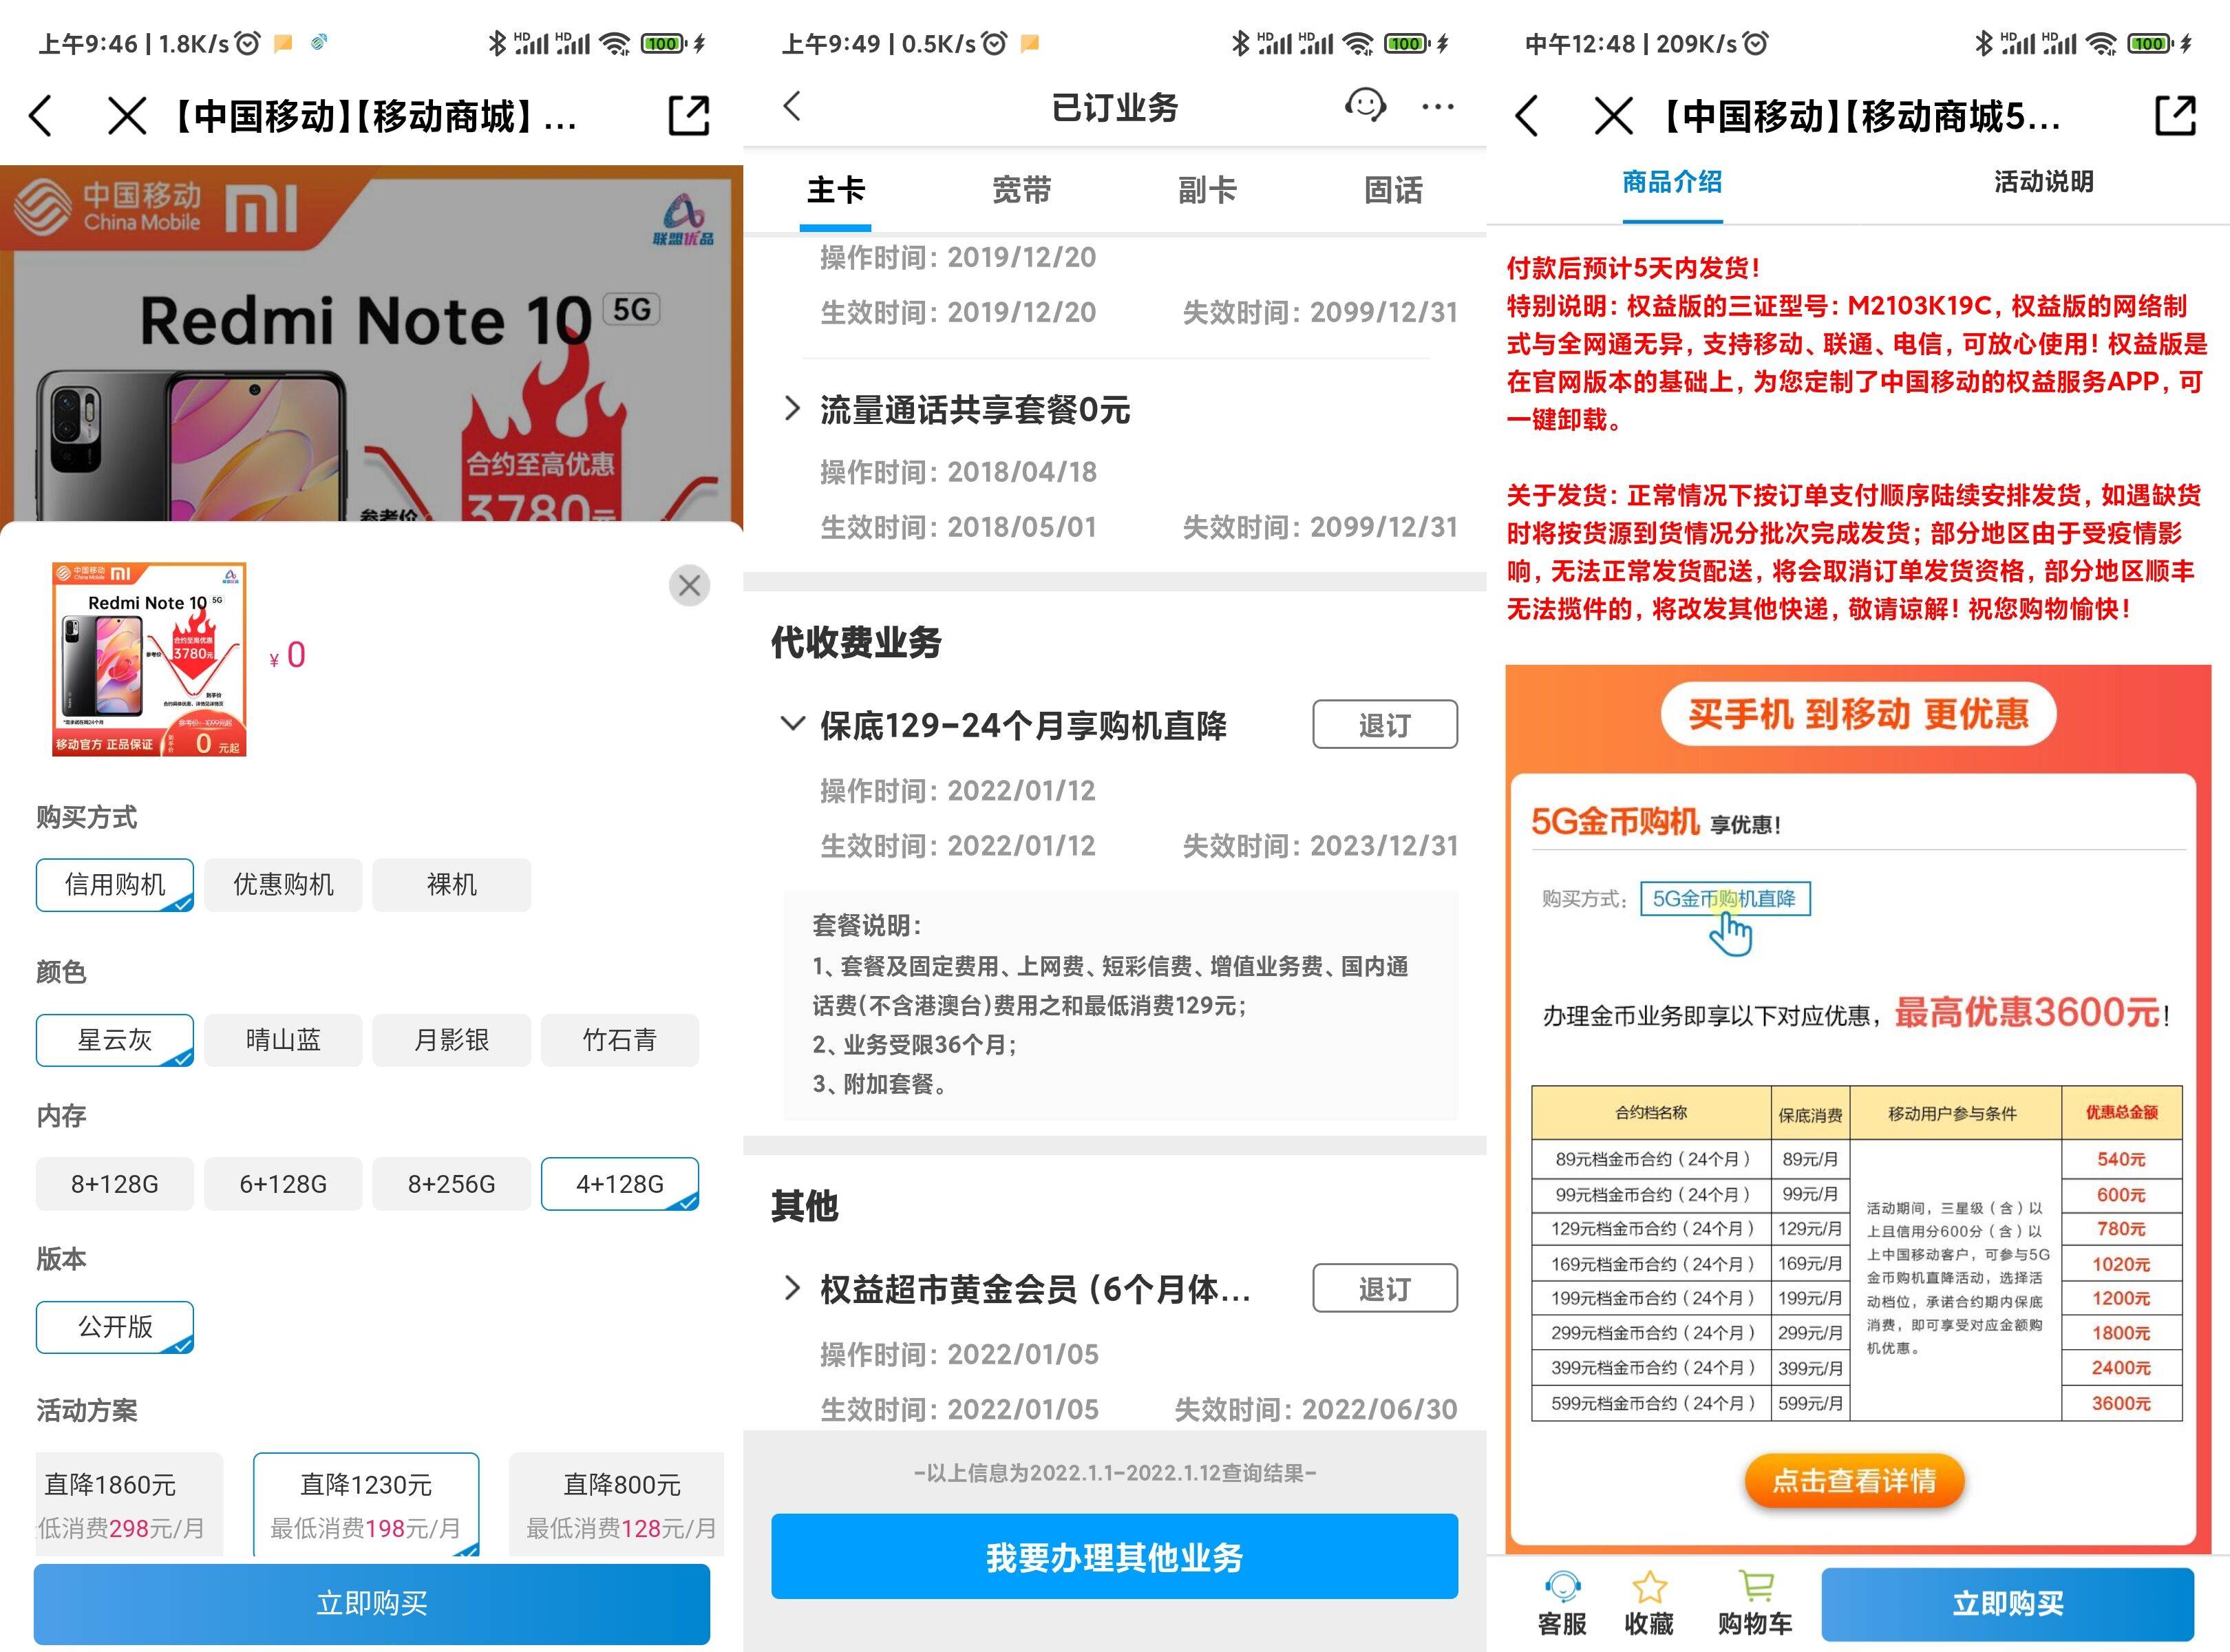 上午9:46 | 1.8K/s
HD HD 100
【中国移动】【移动商城】 ...
中国移动
China Mobile
联盟优品
Redmi Note 10 5G
合约至高优惠
3780元
参考价
中国移动
China Mobile
Redmi Note 10 5G
合约至高优惠
3780元
参考价
到手价
移动官方 正品保证
0 元起
¥ 0
购买方式
信用购机 优惠购机 裸机
颜色
星云灰 晴山蓝 月影银 竹石青
内存
8+128G 6+128G 8+256G 4+128G
版本
公开版
活动方案
直降1860元 直降1230元 直降800元
低消费298元/月 最低消费198元/月 最低消费128元/月
立即购买
上午9:49 | 0.5K/s
HD HD 100
已订业务
主卡 宽带 副卡 固话
操作时间：2019/12/20
生效时间：2019/12/20 失效时间：2099/12/31
流量通话共享套餐0元
操作时间：2018/04/18
生效时间：2018/05/01 失效时间：2099/12/31
代收费业务
保底129-24个月享购机直降 退订
操作时间：2022/01/12
生效时间：2022/01/12 失效时间：2023/12/31
套餐说明：
1、套餐及固定费用、上网费、短彩信费、增值业务费、国内通
话费(不含港澳台)费用之和最低消费129元；
2、业务受限36个月；
3、附加套餐。
其他
权益超市黄金会员（6个月体... 退订
操作时间：2022/01/05
生效时间：2022/01/05 失效时间：2022/06/30
-以上信息为2022.1.1-2022.1.12查询结果-
我要办理其他业务
中午12:48 | 209K/s
HD HD 100
【中国移动】【移动商城5...
商品介绍 活动说明
付款后预计5天内发货！
特别说明：权益版的三证型号：M2103K19C，权益版的网络制
式与全网通无异，支持移动、联通、电信，可放心使用！权益版是
在官网版本的基础上，为您定制了中国移动的权益服务APP，可
一键卸载。
关于发货：正常情况下按订单支付顺序陆续安排发货，如遇缺货
时将按货源到货情况分批次完成发货；部分地区由于受疫情影
响，无法正常发货配送，将会取消订单发货资格，部分地区顺丰
无法揽件的，将改发其他快递，敬请谅解！祝您购物愉快！
买手机 到移动 更优惠
5G金币购机 享优惠！
购买方式： 5G金币购机直降
办理金币业务即享以下对应优惠，最高优惠3600元！
合约档名称 保底消费 移动用户参与条件 优惠总金额
89元档金币合约（24个月） 89元/月 540元
99元档金币合约（24个月） 99元/月 600元
129元档金币合约（24个月） 129元/月 780元
169元档金币合约（24个月） 169元/月 1020元
199元档金币合约（24个月） 199元/月 1200元
299元档金币合约（24个月） 299元/月 1800元
399元档金币合约（24个月） 399元/月 2400元
599元档金币合约（24个月） 599元/月 3600元
活动期间，三星级（含）以
上且信用分600分（含）以
上中国移动客户，可参与5G
金币购机直降活动，选择活
动档位，承诺合约期内保底
消费，即可享受对应金额购
机优惠。
点击查看详情
客服 收藏 购物车 立即购买